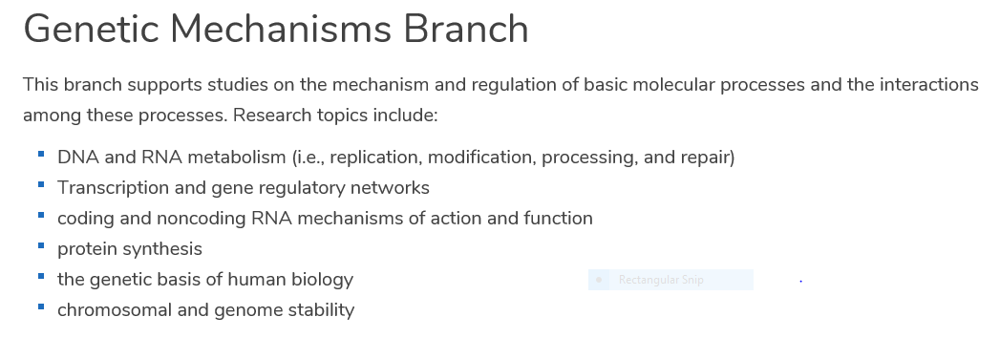 Genetic Mechanisms Branch
This branch supports studies on the mechanism and regulation of basic molecular processes and the interactions
among these processes. Research topics include:
DNA and RNA metabolism (i.e., replication, modification, processing, and repair)
Transcription and gene regulatory networks
coding and noncoding RNA mechanisms of action and function
protein synthesis
the genetic basis of human biology
Rectangular Snip
chromosomal and genome stability